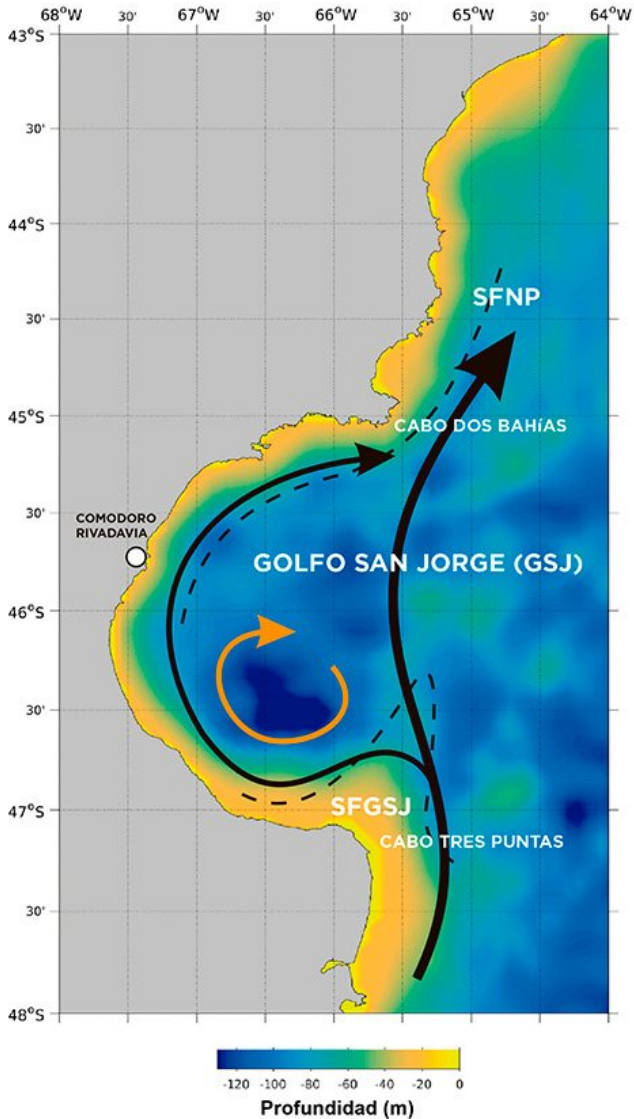 68°W 67°W 66°W 65°W 64°W
30' 30' 30' 30'
43°S
30'
44°S
SFNP
30'
45°S
CABO DOS BAHíAS
30'
COMODORO
RIVADAVIA
GOLFO SAN JORGE (GSJ)
46°S
30'
47°S
SFGSJ
CABO TRES PUNTAS
30'
48°S
-120 -100 -80 -60 -40 -20 0
Profundidad (m)